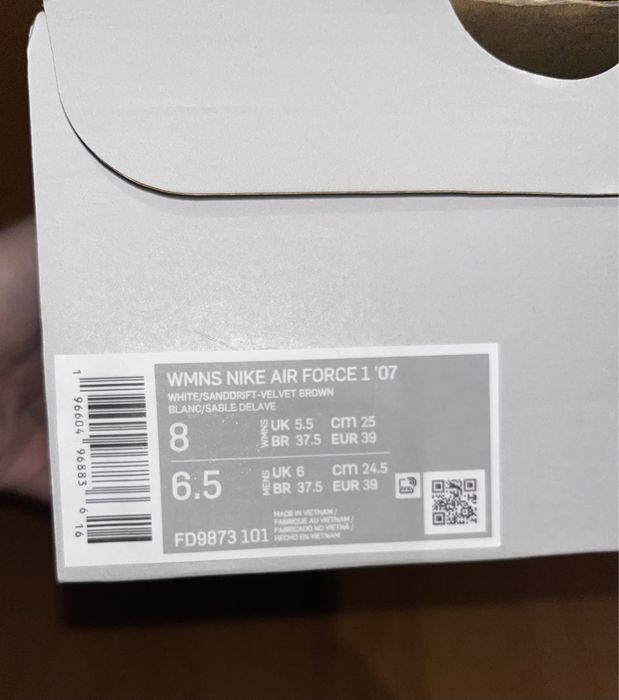 WMNS NIKE AIR FORCE 1 '07
WHITE/SANDDRIFT-VELVET BROWN
BLANC/SABLE DELAVE
8 WMNS UK 5.5 cm 25
BR 37.5 EUR 39
6.5 MENS UK 6 cm 24.5
BR 37.5 EUR 39
FD9873 101
MADE IN VIETNAM /
FABRIQUE AU VIETNAM /
FABRICADO NO VIETNÃ /
HECHO EN VIETNAM
1 96604 96883 6 16